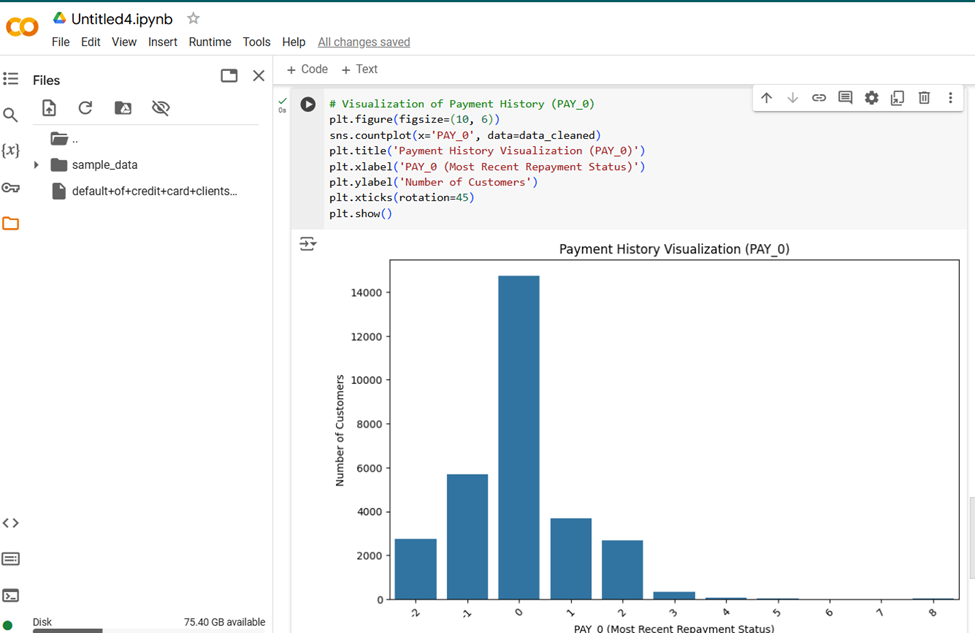 Untitled4.ipynb
File Edit View Insert Runtime Tools Help All changes saved
Files
+ Code + Text
..
sample_data
default+of+credit+card+clients...
{x}
0s
# Visualization of Payment History (PAY_0)
plt.figure(figsize=(10, 6))
sns.countplot(x='PAY_0', data=data_cleaned)
plt.title('Payment History Visualization (PAY_0)')
plt.xlabel('PAY_0 (Most Recent Repayment Status)')
plt.ylabel('Number of Customers')
plt.xticks(rotation=45)
plt.show()
Payment History Visualization (PAY_0)
14000
12000
10000
8000
6000
4000
2000
0
Number of Customers
-2 -1 0 1 2 3 4 5 6 7 8
PAY_0 (Most Recent Repayment Status)
Disk 75.40 GB available